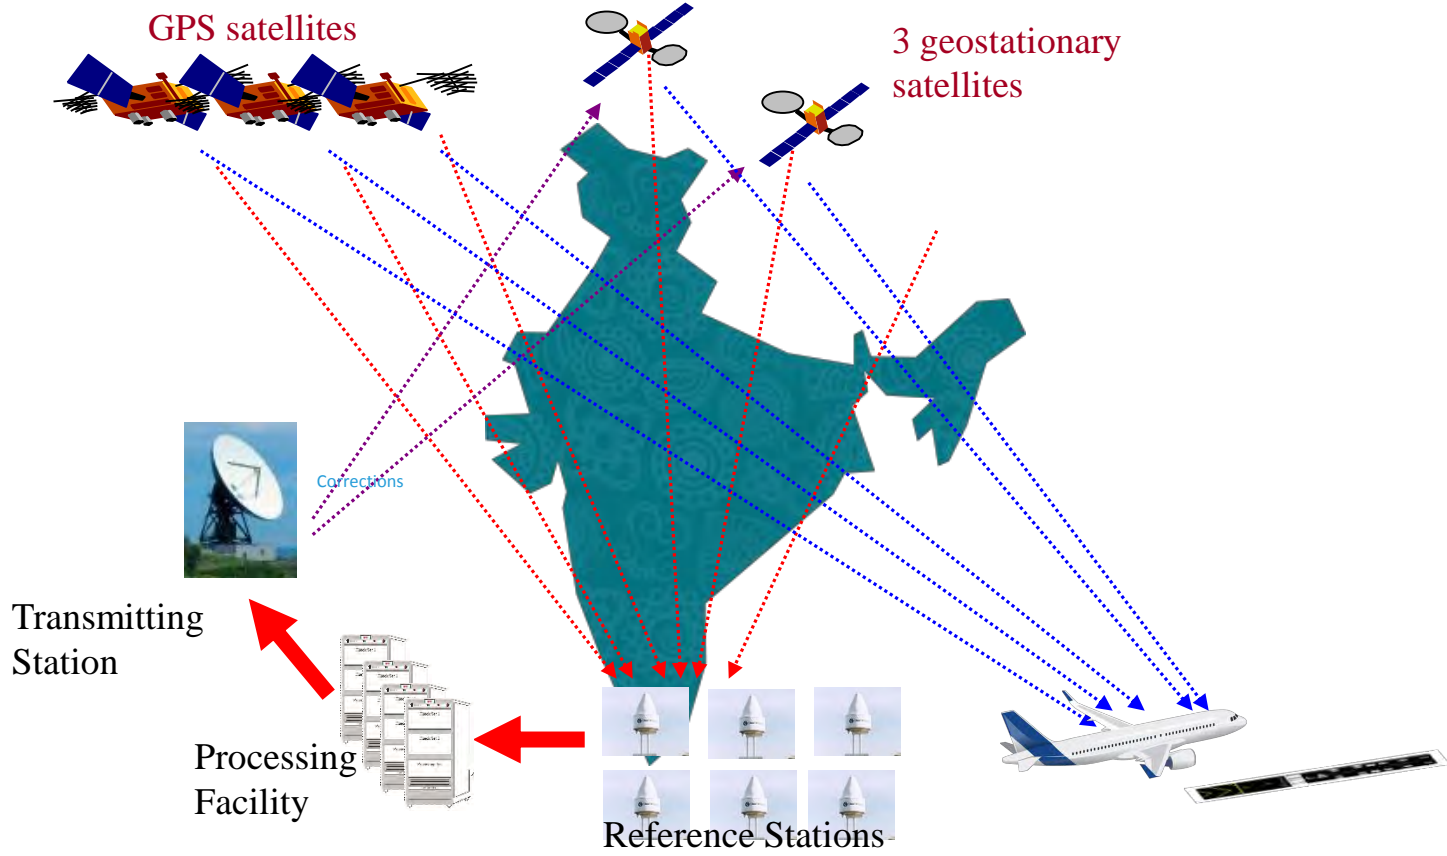 GPS satellites
3 geostationary
satellites
Corrections
Transmitting
Station
Processing
Facility
Reference Stations